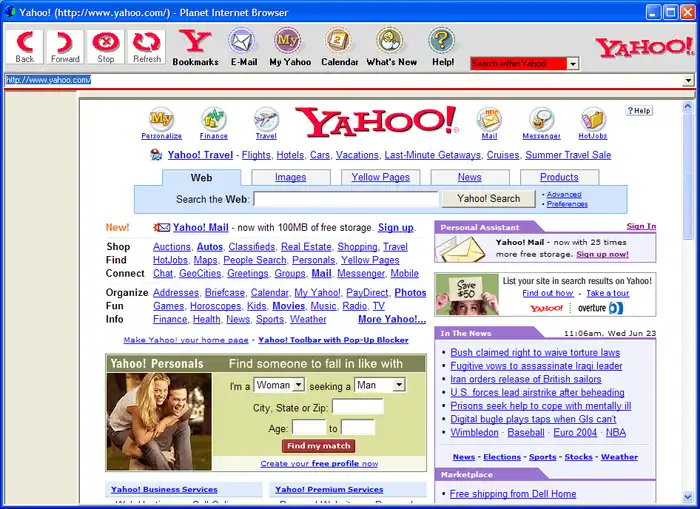 Yahoo! (http://www.yahoo.com/) - Planet Internet Browser
Back Forward Stop Refresh Bookmarks E-Mail My Yahoo Calendar What's New Help! Search within Yahoo! YAHOO!
http://www.yahoo.com/
Personalize Finance Travel YAHOO! Mail Messenger HotJobs Help
Yahoo! Travel - Flights, Hotels, Cars, Vacations, Last-Minute Getaways, Cruises, Summer Travel Sale
Web Images Yellow Pages News Products
Search the Web: Yahoo! Search
• Advanced
• Preferences
New! Yahoo! Mail - now with 100MB of free storage. Sign up.
Shop Auctions, Autos, Classifieds, Real Estate, Shopping, Travel
Find HotJobs, Maps, People Search, Personals, Yellow Pages
Connect Chat, GeoCities, Greetings, Groups, Mail, Messenger, Mobile
Organize Addresses, Briefcase, Calendar, My Yahoo!, PayDirect, Photos
Fun Games, Horoscopes, Kids, Movies, Music, Radio, TV
Info Finance, Health, News, Sports, Weather More Yahoo!...
Make Yahoo! your home page - Yahoo! Toolbar with Pop-Up Blocker
Yahoo! Personals Find someone to fall in like with
I'm a Woman seeking a Man
City, State or Zip:
Age: to
Find my match
Create your free profile now
Yahoo! Business Services Yahoo! Premium Services
Personal Assistant Sign In
Yahoo! Mail - now with 25 times
more free storage. Sign up now!
Save $50
List your site in search results on Yahoo!
Find out how - Take a tour
YAHOO! overture
In The News 11:06am, Wed Jun 23
• Bush claimed right to waive torture laws
• Fugitive vows to assassinate Iraqi leader
• Iran orders release of British sailors
• U.S. forces lead airstrike after beheading
• Prisons seek help to cope with mentally ill
• Digital bugle plays taps when GIs can't
• Wimbledon · Baseball · Euro 2004 · NBA
News - Elections - Sports - Stocks - Weather
Marketplace
• Free shipping from Dell Home